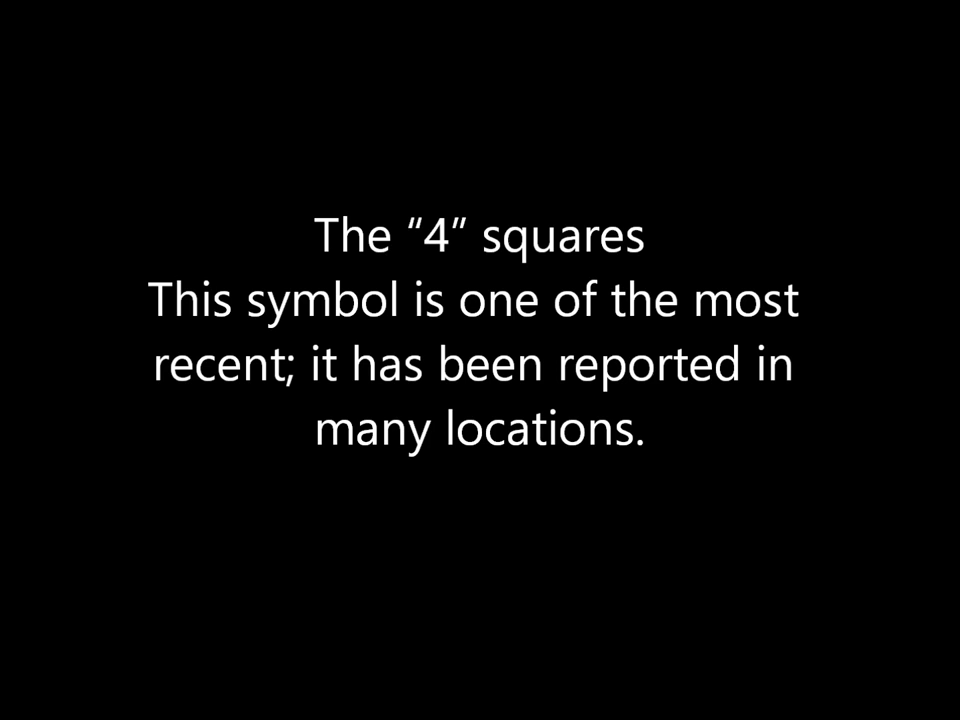 The “4” squares
This symbol is one of the most
recent; it has been reported in
many locations.